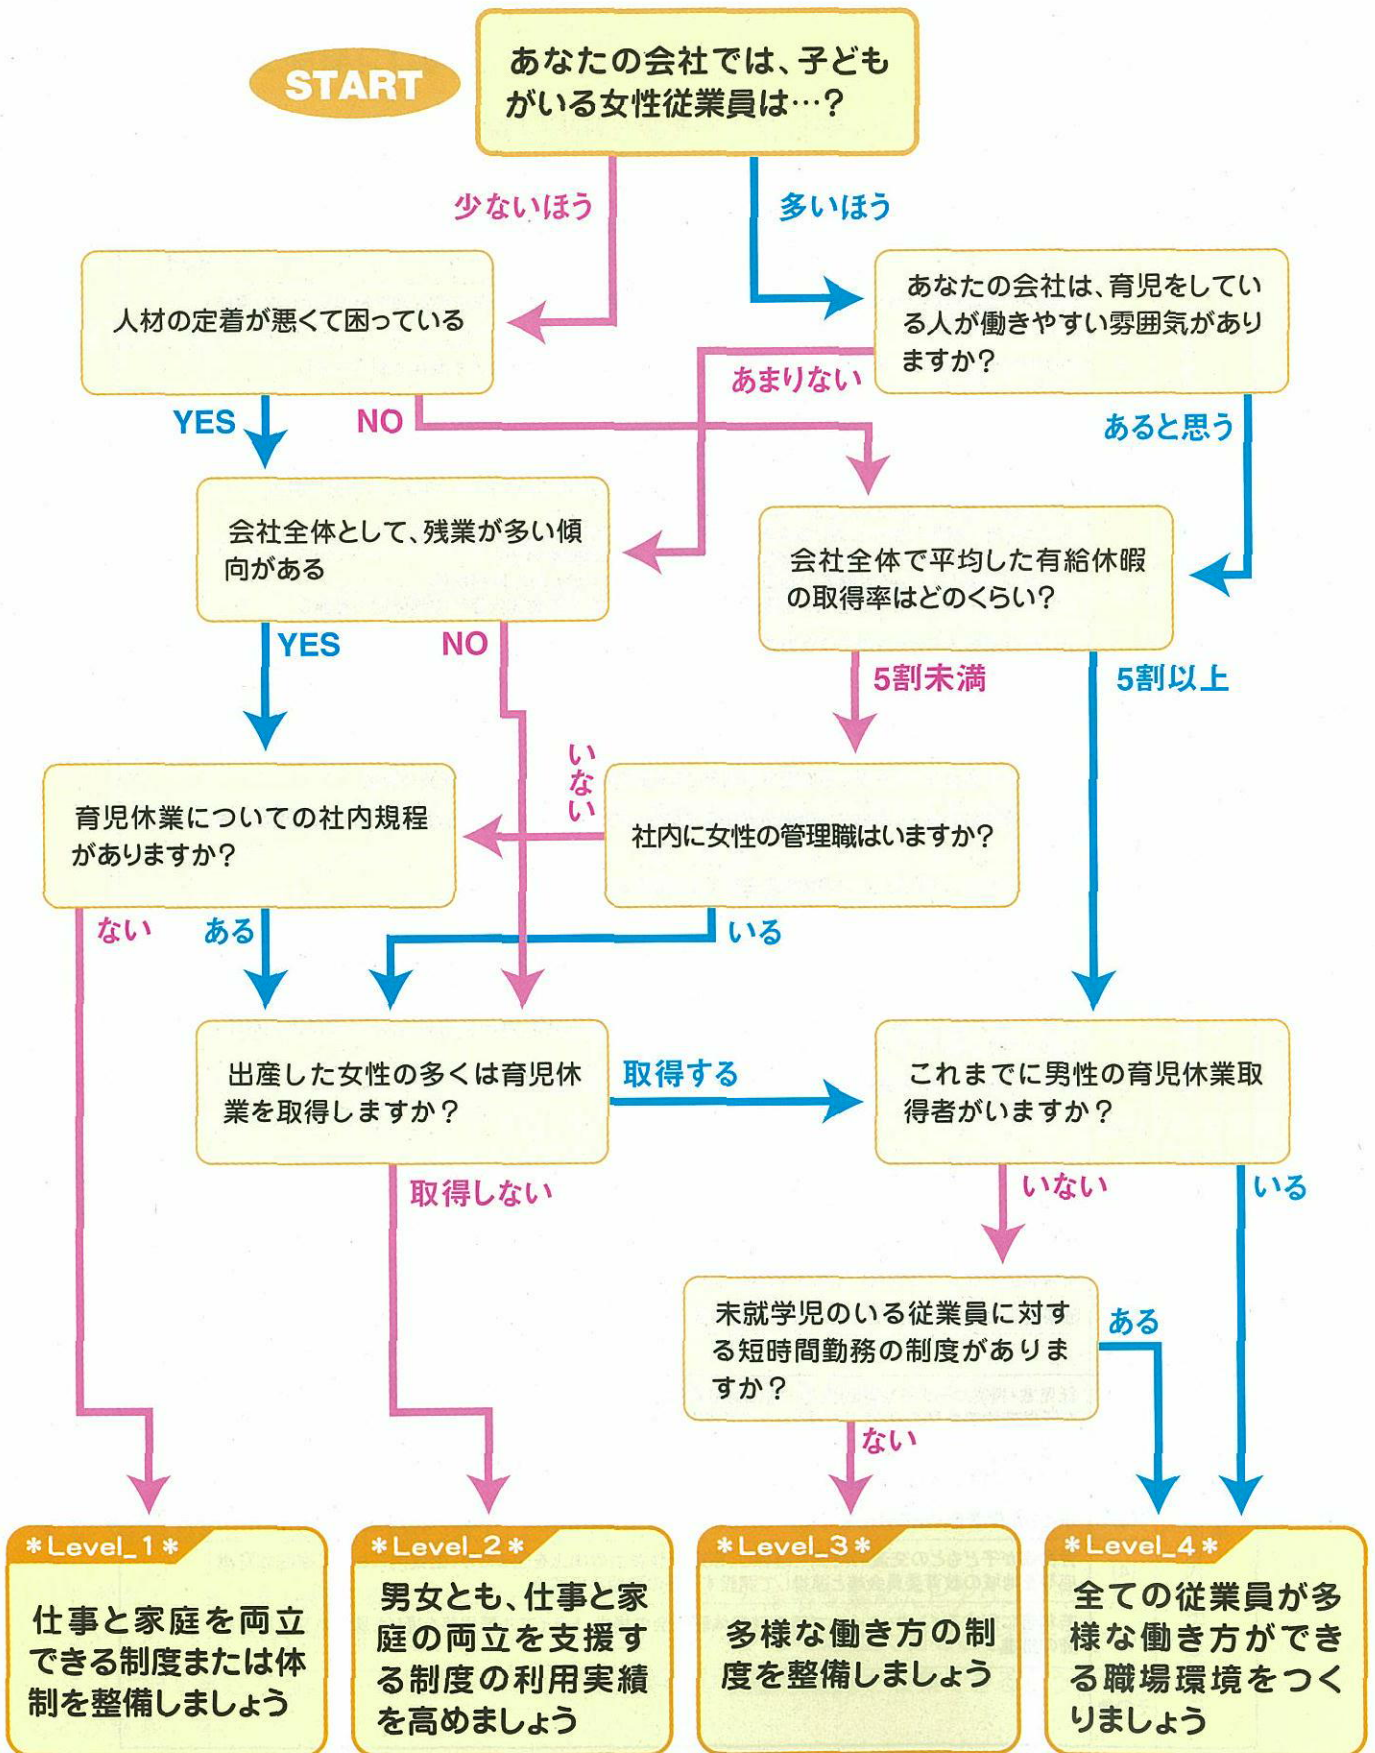 START
あなたの会社では、子ども
がいる女性従業員は…？
少ないほう
多いほう
人材の定着が悪くて困っている
あなたの会社は、育児をしてい
る人が働きやすい雰囲気があり
ますか？
あまりない
YES
NO
あると思う
会社全体として、残業が多い傾
向がある
会社全体で平均した有給休暇
の取得率はどのくらい？
YES
NO
5割未満
5割以上
いない
育児休業についての社内規程
がありますか？
社内に女性の管理職はいますか？
ない
ある
いる
出産した女性の多くは育児休
業を取得しますか？
取得する
これまでに男性の育児休業取
得者がいますか？
取得しない
いない
いる
未就学児のいる従業員に対す
る短時間勤務の制度がありま
すか？
ある
ない
＊Level_1＊
仕事と家庭を両立
できる制度または体
制を整備しましょう
＊Level_2＊
男女とも、仕事と家
庭の両立を支援す
る制度の利用実績
を高めましょう
＊Level_3＊
多様な働き方の制
度を整備しましょう
＊Level_4＊
全ての従業員が多
様な働き方ができ
る職場環境をつく
りましょう